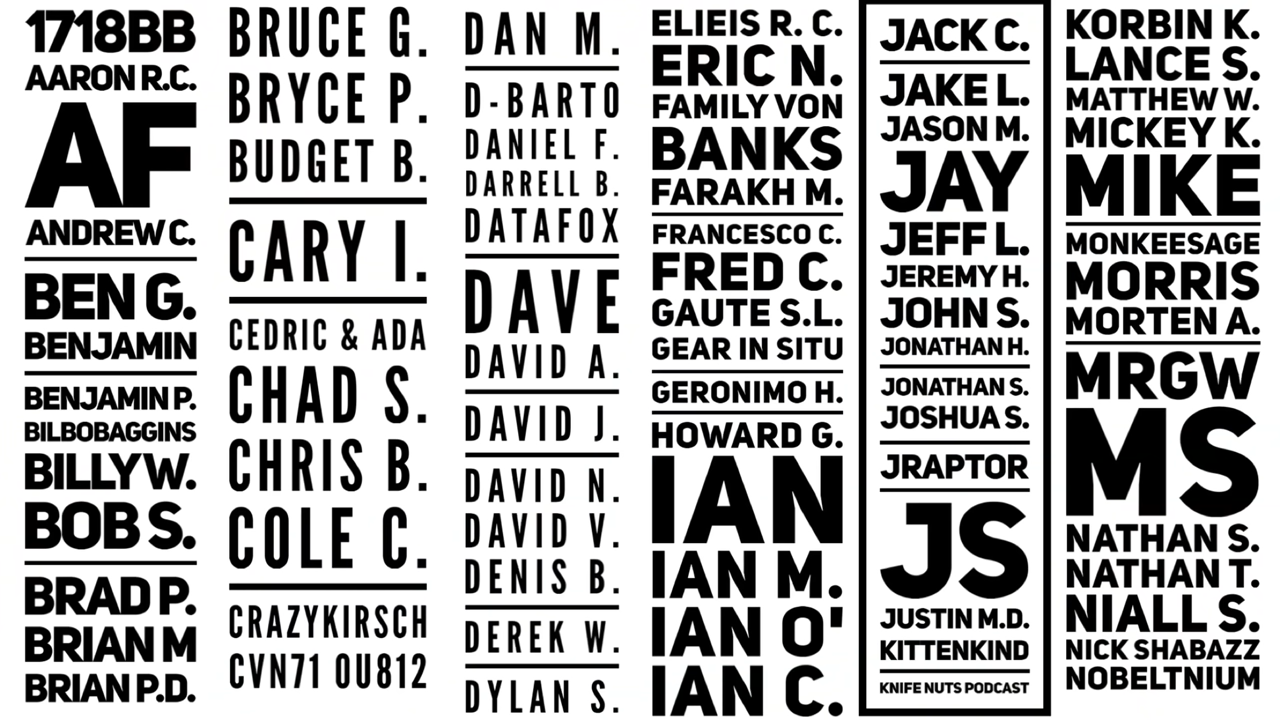 1718BB
AARON R.C.
AF
ANDREW C.
BEN G.
BENJAMIN
BENJAMIN P.
BILBOBAGGINS
BILLY W.
BOB S.
BRAD P.
BRIAN M
BRIAN P.D.
BRUCE G.
BRYCE P.
BUDGET B.
CARY I.
CEDRIC & ADA
CHAD S.
CHRIS B.
COLE C.
CRAZYKIRSCH
CVN71 OU812
DAN M.
D-BARTO
DANIEL F.
DARRELL B.
DATAFOX
DAVE
DAVID A.
DAVID J.
DAVID N.
DAVID V.
DENIS B.
DEREK W.
DYLAN S.
ELIEIS R. C.
ERIC N.
FAMILY VON
BANKS
FARAKH M.
FRANCESCO C.
FRED C.
GAUTE S.L.
GEAR IN SITU
GERONIMO H.
HOWARD G.
IAN
IAN M.
IAN O'
IAN C.
JACK C.
JAKE L.
JASON M.
JAY
JEFF L.
JEREMY H.
JOHN S.
JONATHAN H.
JONATHAN S.
JOSHUA S.
JRAPTOR
JS
JUSTIN M.D.
KITTENKIND
KNIFE NUTS PODCAST
KORBIN K.
LANCE S.
MATTHEW W.
MICKEY K.
MIKE
MONKEESAGE
MORRIS
MORTEN A.
MRGW
MS
NATHAN S.
NATHAN T.
NIALL S.
NICK SHABAZZ
NOBELTNIUM